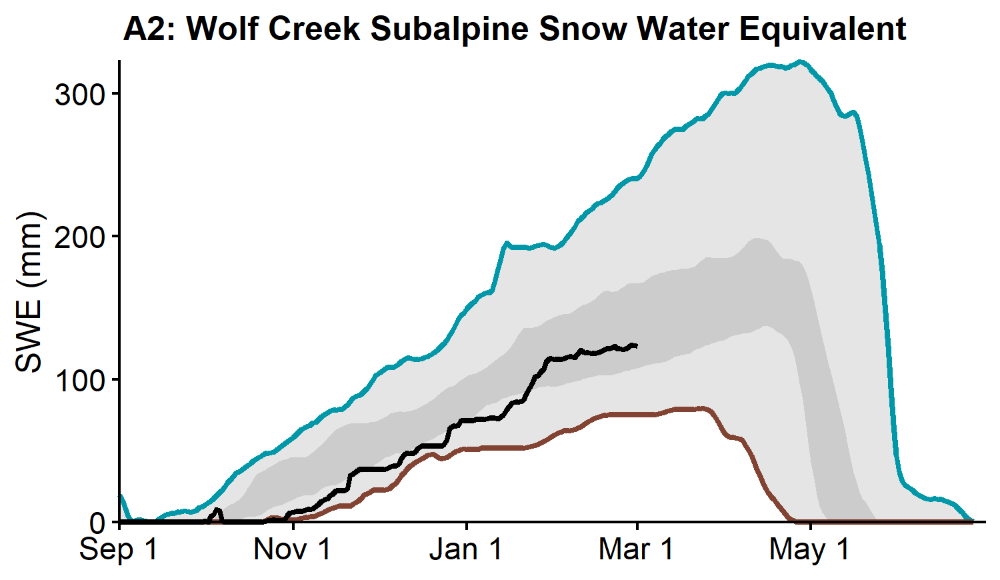 A2: Wolf Creek Subalpine Snow Water Equivalent
SWE (mm)
300
200
100
0
Sep 1
Nov 1
Jan 1
Mar 1
May 1